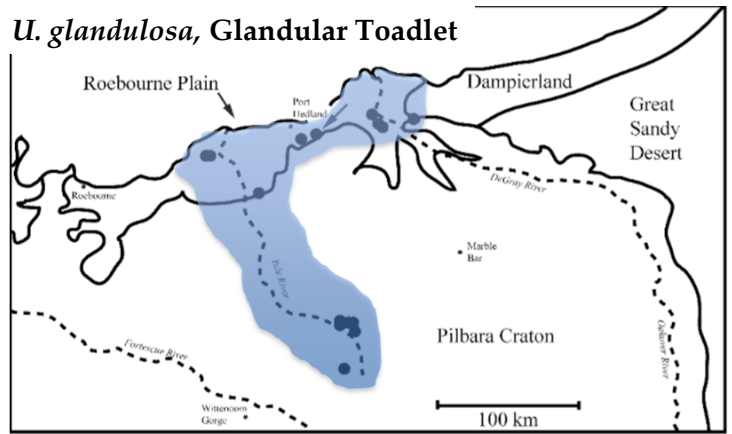 U. glandulosa, Glandular Toadlet
Roebourne Plain
Port
Hedland
Dampierland
Great
Sandy
Desert
Roebourne
DeGray River
Marble
Bar
Yule River
Pilbara Craton
Fortescue River
Oakover River
Wittenoom
Gorge
100 km